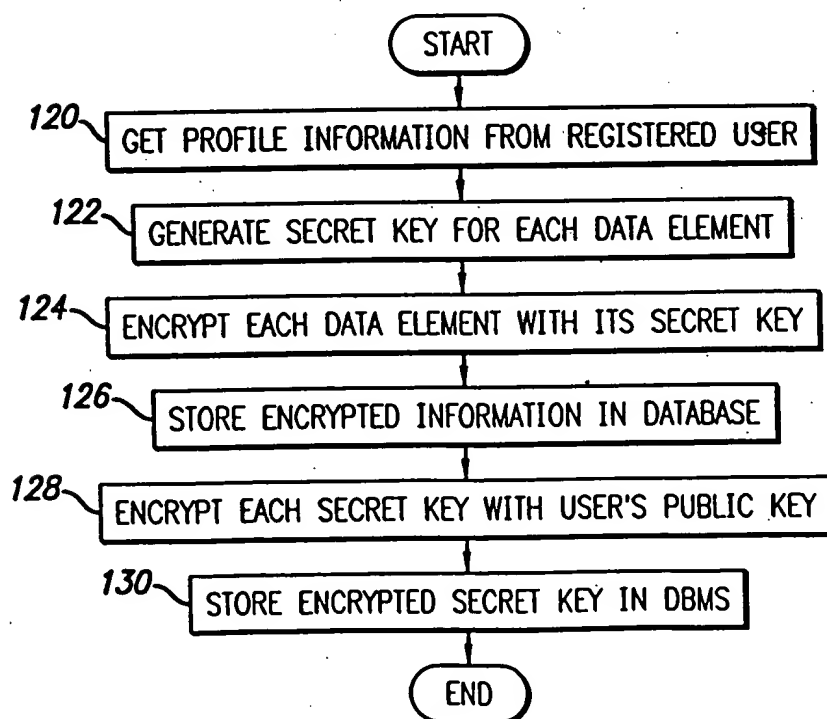 START
120
GET PROFILE INFORMATION FROM REGISTERED USER
122
GENERATE SECRET KEY FOR EACH DATA ELEMENT
124
ENCRYPT EACH DATA ELEMENT WITH ITS SECRET KEY
126
STORE ENCRYPTED INFORMATION IN DATABASE
128
ENCRYPT EACH SECRET KEY WITH USER'S PUBLIC KEY
130
STORE ENCRYPTED SECRET KEY IN DBMS
END